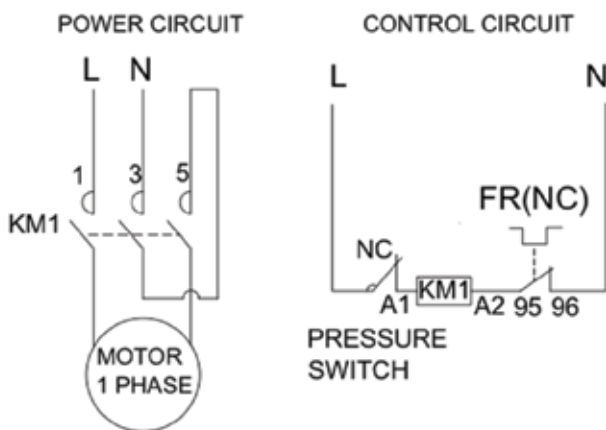 POWER CIRCUIT
L N
1 3 5
KM1
MOTOR
1 PHASE
CONTROL CIRCUIT
L N
FR(NC)
NC
A1 KM1 A2 95 96
PRESSURE
SWITCH